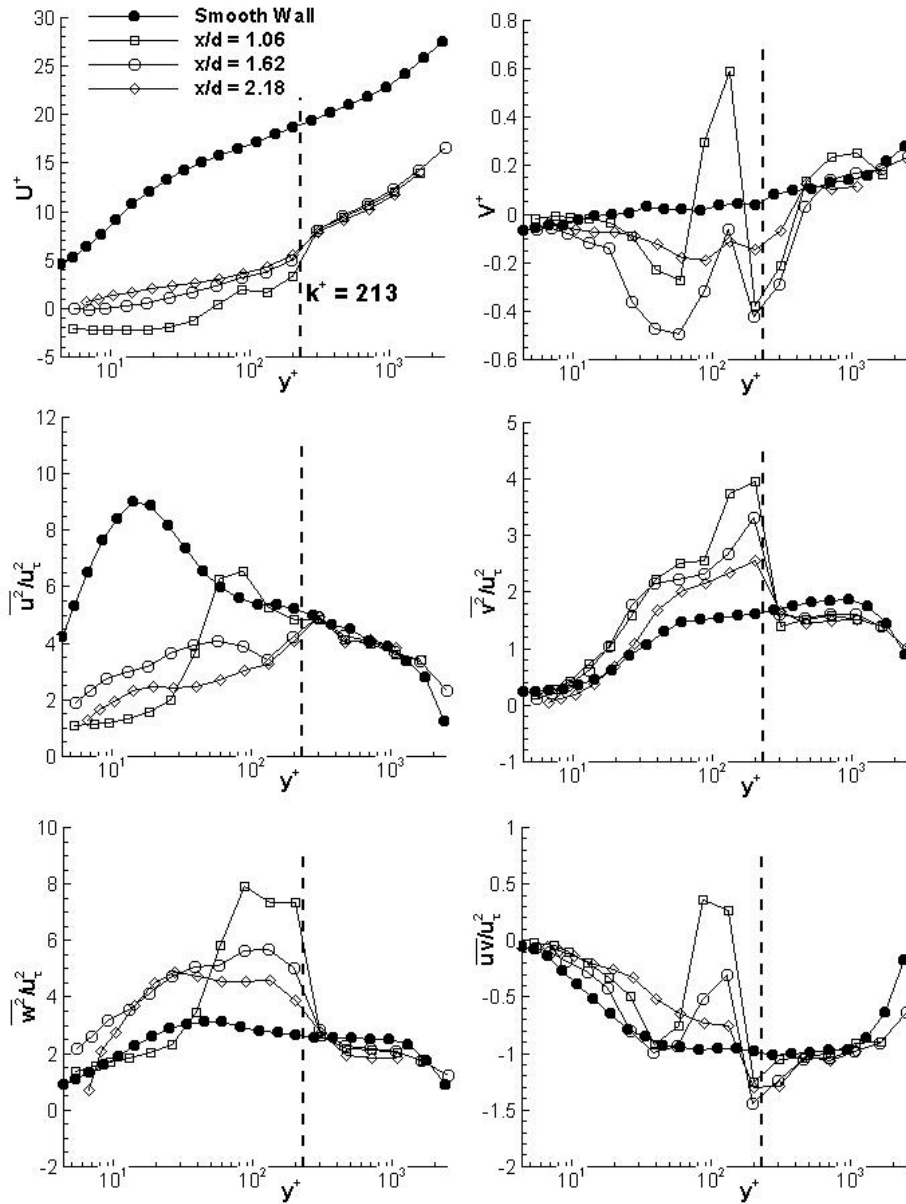 Smooth Wall
x/d = 1.06
x/d = 1.62
x/d = 2.18
30
25
20
15
10
5
0
-5
U⁺
k⁺ = 213
10¹ 10² 10³
y⁺
0.8
0.6
0.4
0.2
0
-0.2
-0.4
-0.6
V⁺
10¹ 10² 10³
y⁺
12
10
8
6
4
2
0
u²/u²τ
10¹ 10² 10³
y⁺
5
4
3
2
1
0
-1
v²/u²τ
10¹ 10² 10³
y⁺
10
8
6
4
2
0
-2
w²/u²τ
10¹ 10² 10³
y⁺
1
0.5
0
-0.5
-1
-1.5
-2
uv/u²τ
10¹ 10² 10³
y⁺